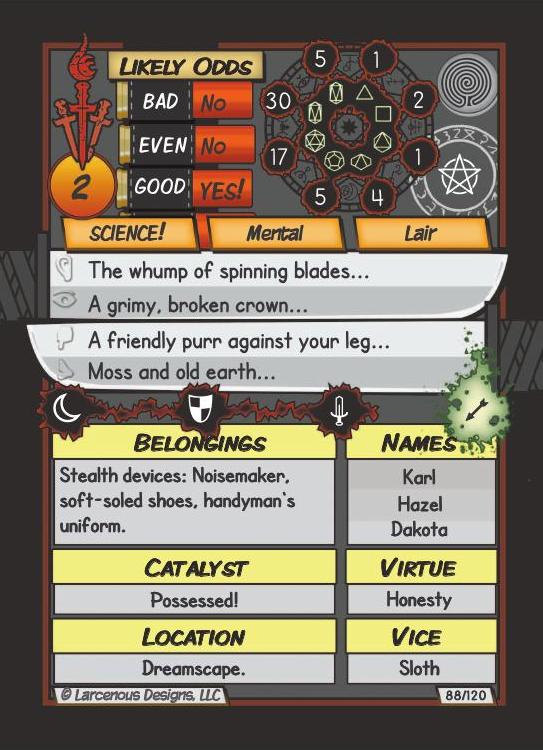 LIKELY ODDS
BAD No
EVEN No
GOOD YES!
2
5 1
30 2
17 1
5 4
SCIENCE! Mental Lair
The whump of spinning blades...
A grimy, broken crown...
A friendly purr against your leg...
Moss and old earth...
BELONGINGS
Stealth devices: Noisemaker,
soft-soled shoes, handyman's
uniform.
NAMES
Karl
Hazel
Dakota
CATALYST
Possessed!
VIRTUE
Honesty
LOCATION
Dreamscape.
VICE
Sloth
© Larcenous Designs, LLC
88/120